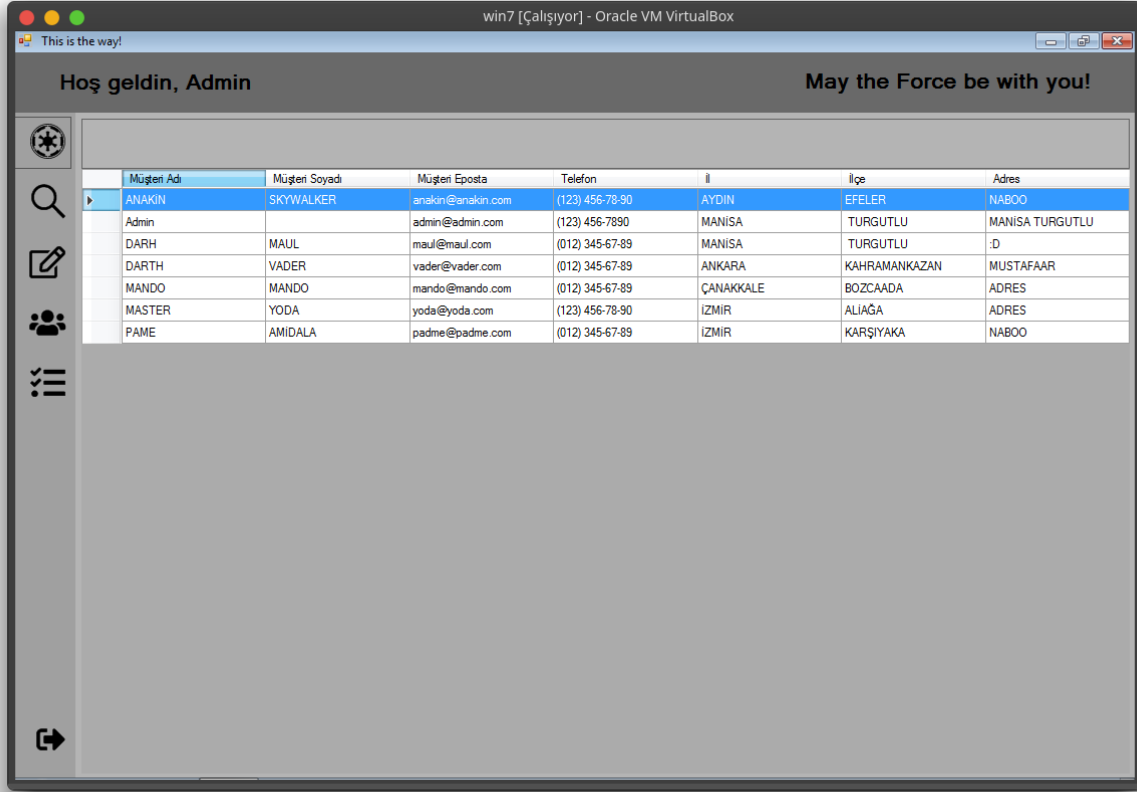 win7 [Çalışıyor] - Oracle VM VirtualBox
This is the way!
Hoş geldin, Admin May the Force be with you!
Müşteri Adı Müşteri Soyadı Müşteri Eposta Telefon İl İlçe Adres
ANAKİN SKYWALKER anakin@anakin.com (123) 456-78-90 AYDIN EFELER NABOO
Admin admin@admin.com (123) 456-7890 MANİSA TURGUTLU MANİSA TURGUTLU
DARH MAUL maul@maul.com (012) 345-67-89 MANİSA TURGUTLU :D
DARTH VADER vader@vader.com (012) 345-67-89 ANKARA KAHRAMANKAZAN MUSTAFAAR
MANDO MANDO mando@mando.com (012) 345-67-89 ÇANAKKALE BOZCAADA ADRES
MASTER YODA yoda@yoda.com (123) 456-78-90 İZMİR ALİAĞA ADRES
PAME AMİDALA padme@padme.com (012) 345-67-89 İZMİR KARŞIYAKA NABOO